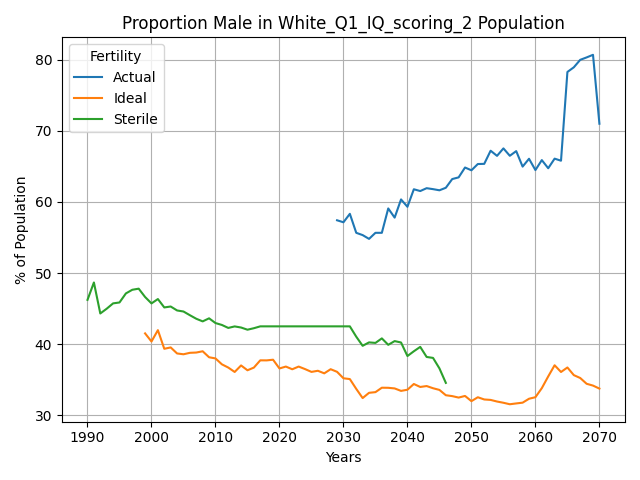 Proportion Male in White_Q1_IQ_scoring_2 Population
Fertility
Actual
Ideal
Sterile
% of Population
80
70
60
50
40
30
1990 2000 2010 2020 2030 2040 2050 2060 2070
Years